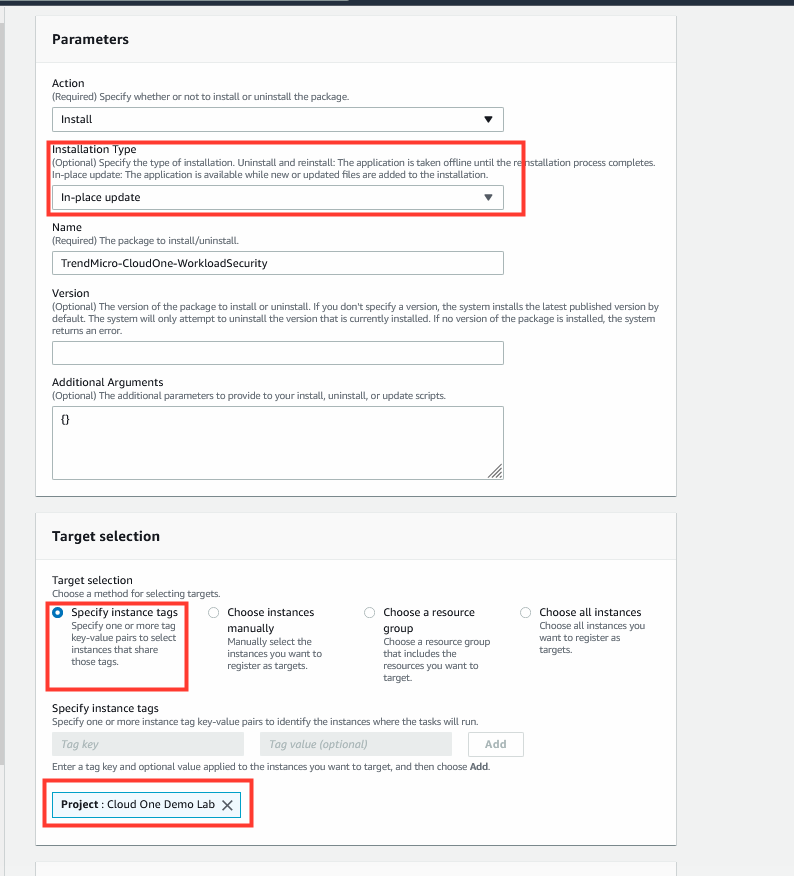 Parameters
Action
(Required) Specify whether or not to install or uninstall the package.
Install
Installation Type
(Optional) Specify the type of installation. Uninstall and reinstall: The application is taken offline until the reinstallation process completes.
In-place update: The application is available while new or updated files are added to the installation.
In-place update
Name
(Required) The package to install/uninstall.
TrendMicro-CloudOne-WorkloadSecurity
Version
(Optional) The version of the package to install or uninstall. If you don't specify a version, the system installs the latest published version by
default. The system will only attempt to uninstall the version that is currently installed. If no version of the package is installed, the system
returns an error.
Additional Arguments
(Optional) The additional parameters to provide to your install, uninstall, or update scripts.
{}
Target selection
Target selection
Choose a method for selecting targets.
Specify instance tags
Specify one or more tag
key-value pairs to select
instances that share
those tags.
Choose instances
manually
Manually select the
instances you want to
register as targets.
Choose a resource
group
Choose a resource group
that includes the
resources you want to
target.
Choose all instances
Choose all instances you
want to register as
targets.
Specify instance tags
Specify one or more instance tag key-value pairs to identify the instances where the tasks will run.
Tag key
Tag value (optional)
Add
Enter a tag key and optional value applied to the instances you want to target, and then choose Add.
Project : Cloud One Demo Lab